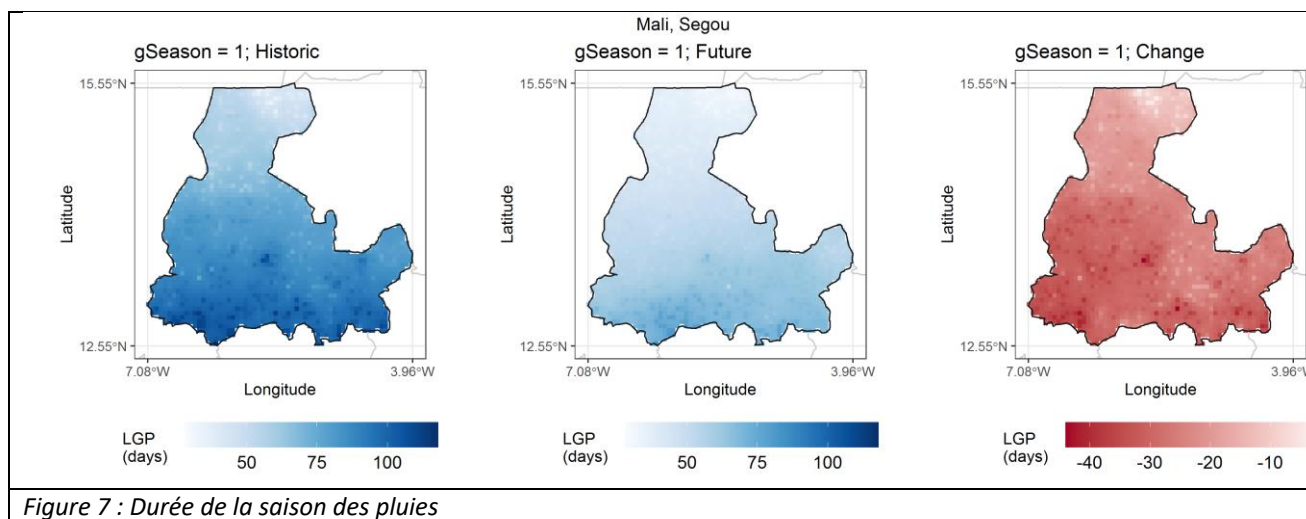 Mali, Segou
gSeason = 1; Historic
gSeason = 1; Future
gSeason = 1; Change
15.55°N
12.55°N
Latitude
7.08°W
3.96°W
Longitude
15.55°N
12.55°N
Latitude
7.08°W
3.96°W
Longitude
15.55°N
12.55°N
Latitude
7.08°W
3.96°W
Longitude
LGP
(days)
50 75 100
LGP
(days)
50 75 100
LGP
(days)
-40 -30 -20 -10
Figure 7 : Durée de la saison des pluies